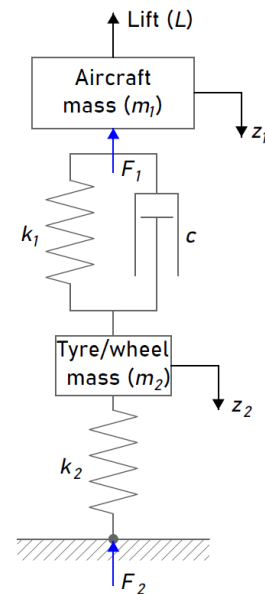 Lift (L)
Aircraft
mass (m₁)
z₁
F₁
k₁
c
Tyre/wheel
mass (m₂)
z₂
k₂
F₂